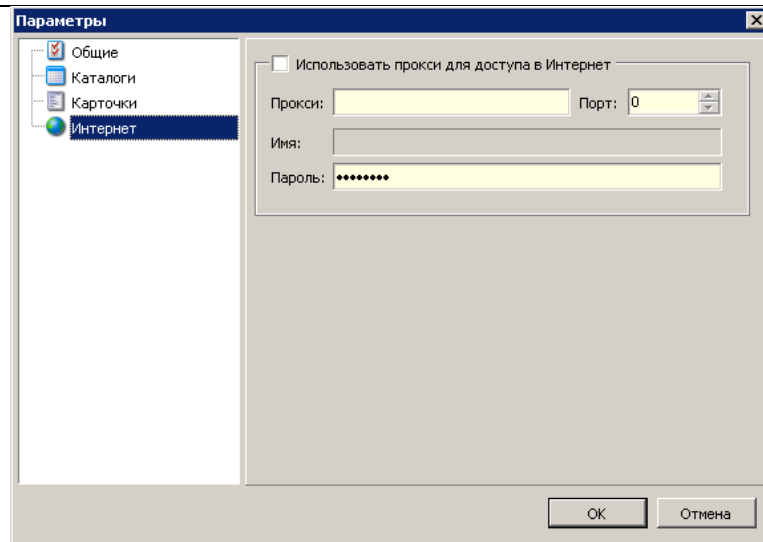 Параметры
Общие
Каталоги
Карточки
Интернет
Использовать прокси для доступа в Интернет
Прокси:
Порт: 0
Имя:
Пароль: ••••••••
OK
Отмена